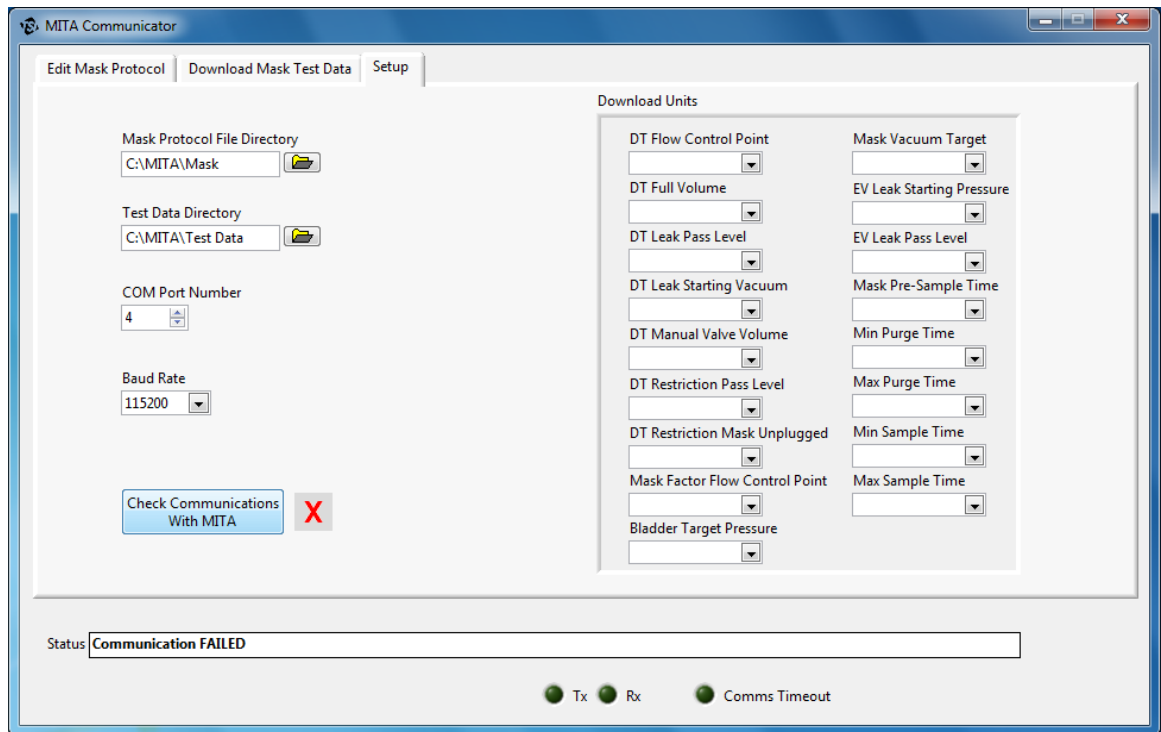 MITA Communicator
Edit Mask Protocol
Download Mask Test Data
Setup
Mask Protocol File Directory
C:\MITA\Mask
Test Data Directory
C:\MITA\Test Data
COM Port Number
4
Baud Rate
115200
Check Communications
With MITA
X
Download Units
DT Flow Control Point
DT Full Volume
DT Leak Pass Level
DT Leak Starting Vacuum
DT Manual Valve Volume
DT Restriction Pass Level
DT Restriction Mask Unplugged
Mask Factor Flow Control Point
Bladder Target Pressure
Mask Vacuum Target
EV Leak Starting Pressure
EV Leak Pass Level
Mask Pre-Sample Time
Min Purge Time
Max Purge Time
Min Sample Time
Max Sample Time
Status Communication FAILED
Tx Rx Comms Timeout